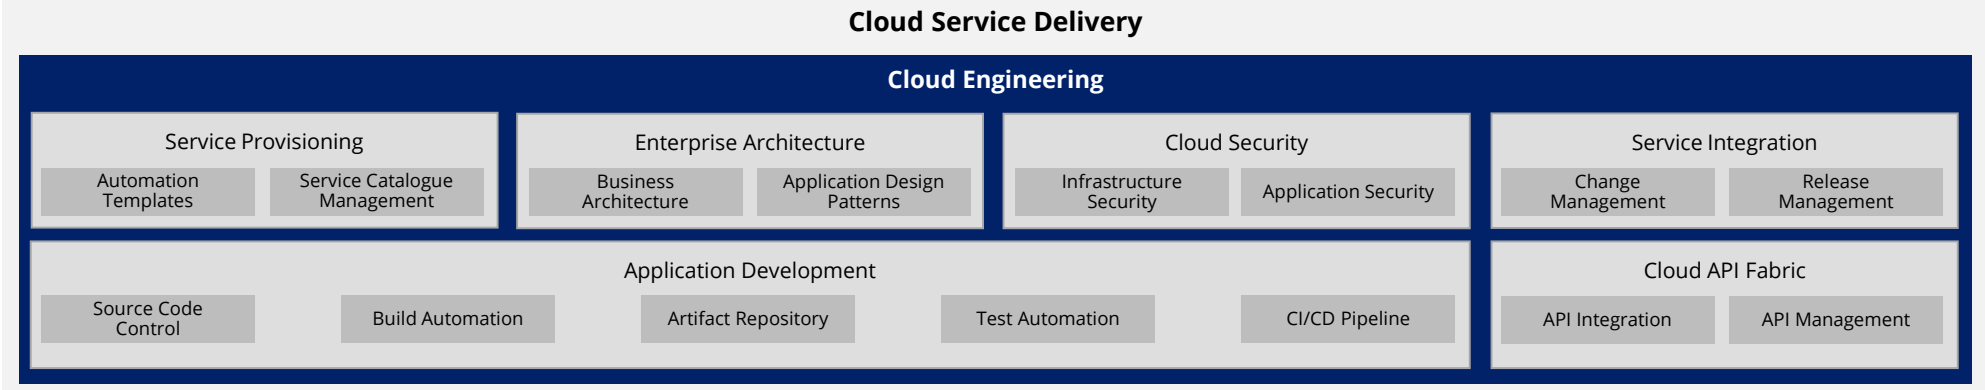 Cloud Service Delivery
Cloud Engineering
Service Provisioning
Automation
Templates
Service Catalogue
Management
Enterprise Architecture
Business
Architecture
Application Design
Patterns
Cloud Security
Infrastructure
Security
Application Security
Service Integration
Change
Management
Release
Management
Application Development
Source Code
Control
Build Automation
Artifact Repository
Test Automation
CI/CD Pipeline
Cloud API Fabric
API Integration
API Management